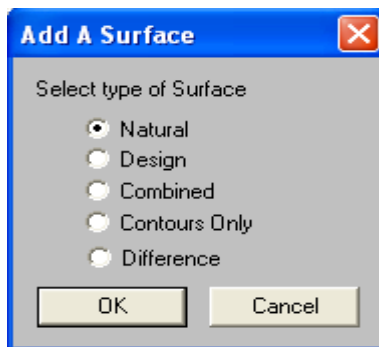 Add A Surface
Select type of Surface
Natural
Design
Combined
Contours Only
Difference
OK Cancel